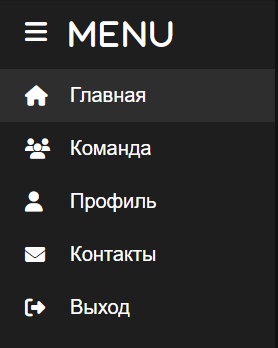 MENU
Главная
Команда
Профиль
Контакты
Выход